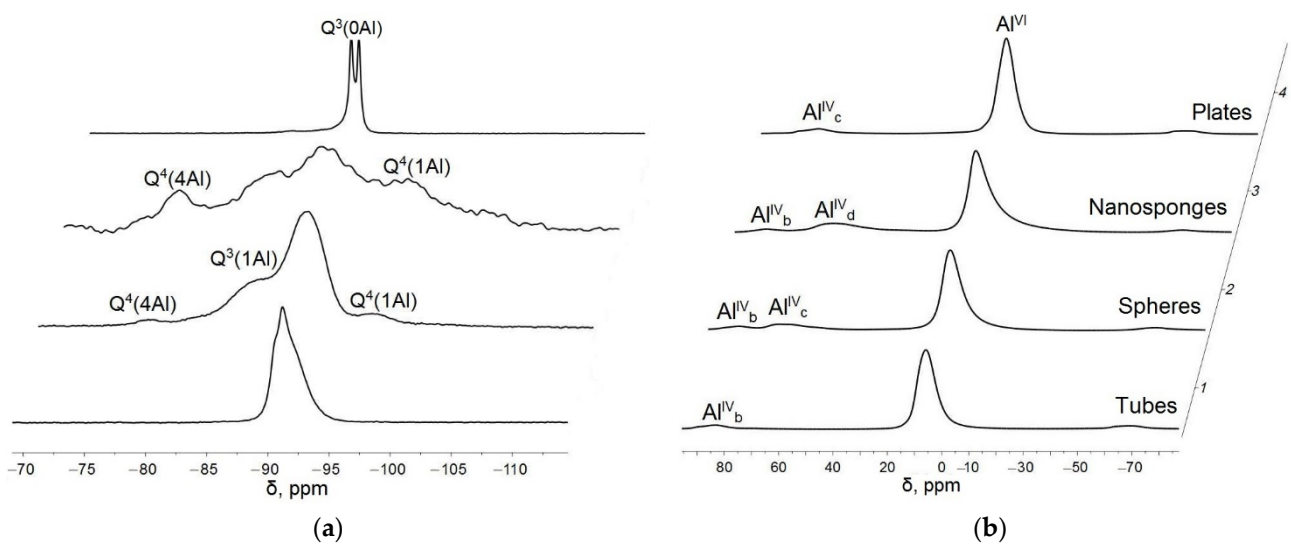 Q³(0Al)
Q⁴(4Al)
Q⁴(1Al)
Q³(1Al)
Q⁴(4Al)
Q⁴(1Al)
−70 −75 −80 −85 −90 −95 −100 −105 −110
δ, ppm
(a)
Al^VI
4
Al^IV_c
Plates
3
Al^IV_b Al^IV_d
Nanosponges
2
Al^IV_b Al^IV_c
Spheres
1
Al^IV_b
Tubes
80 60 40 20 0 −10 −30 −50 −70
δ, ppm
(b)